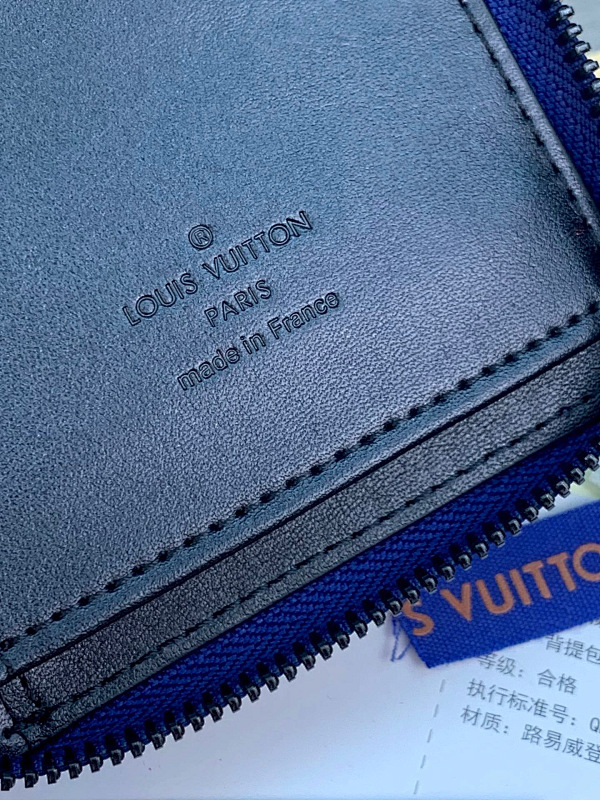 ®
LOUIS VUITTON
PARIS
made in France
S VUITTO
背提包
等级：合格
执行标准号：Q
材质：路易威登